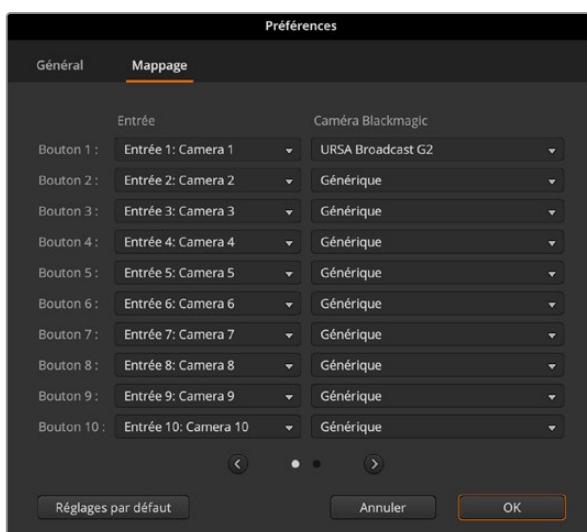 Préférences
Général Mappage
Entrée Caméra Blackmagic
Bouton 1 : Entrée 1: Camera 1 URSA Broadcast G2
Bouton 2 : Entrée 2: Camera 2 Générique
Bouton 3 : Entrée 3: Camera 3 Générique
Bouton 4 : Entrée 4: Camera 4 Générique
Bouton 5 : Entrée 5: Camera 5 Générique
Bouton 6 : Entrée 6: Camera 6 Générique
Bouton 7 : Entrée 7: Camera 7 Générique
Bouton 8 : Entrée 8: Camera 8 Générique
Bouton 9 : Entrée 9: Camera 9 Générique
Bouton 10 : Entrée 10: Camera 10 Générique
Réglages par défaut Annuler OK